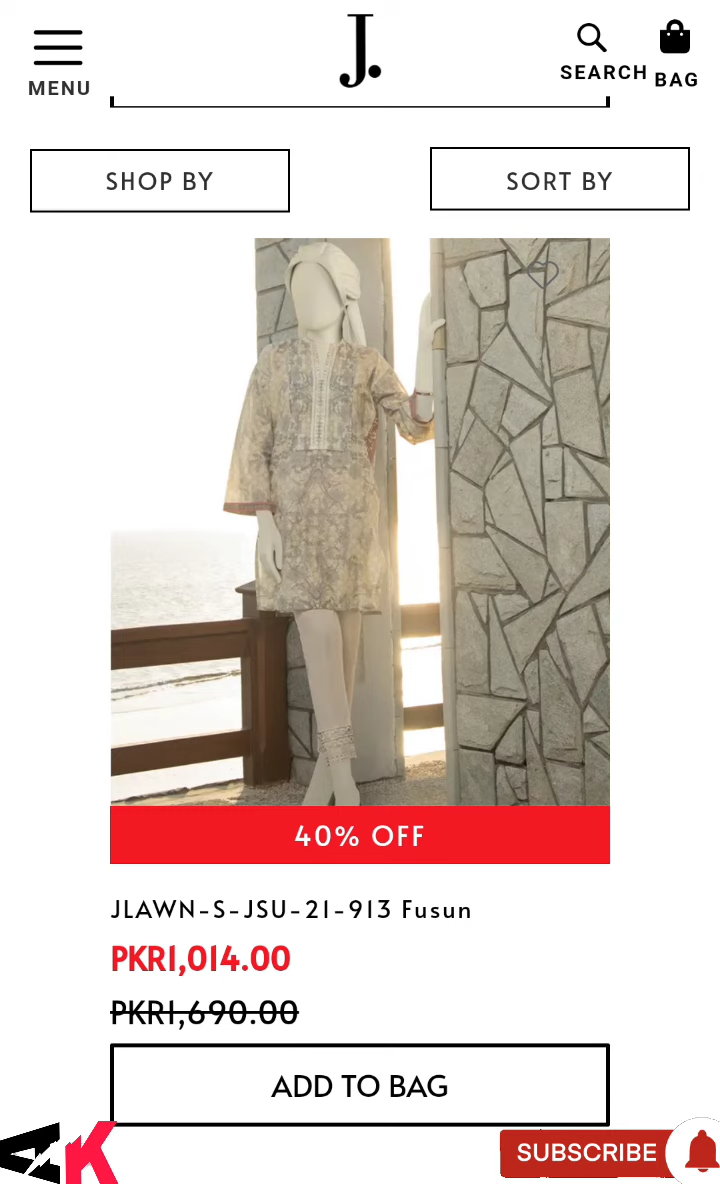 J.
MENU
SEARCH
BAG
SHOP BY
SORT BY
40% OFF
JLAWN-S-JSU-21-913 Fusun
PKR1,014.00
PKR1,690.00
ADD TO BAG
AK
SUBSCRIBE